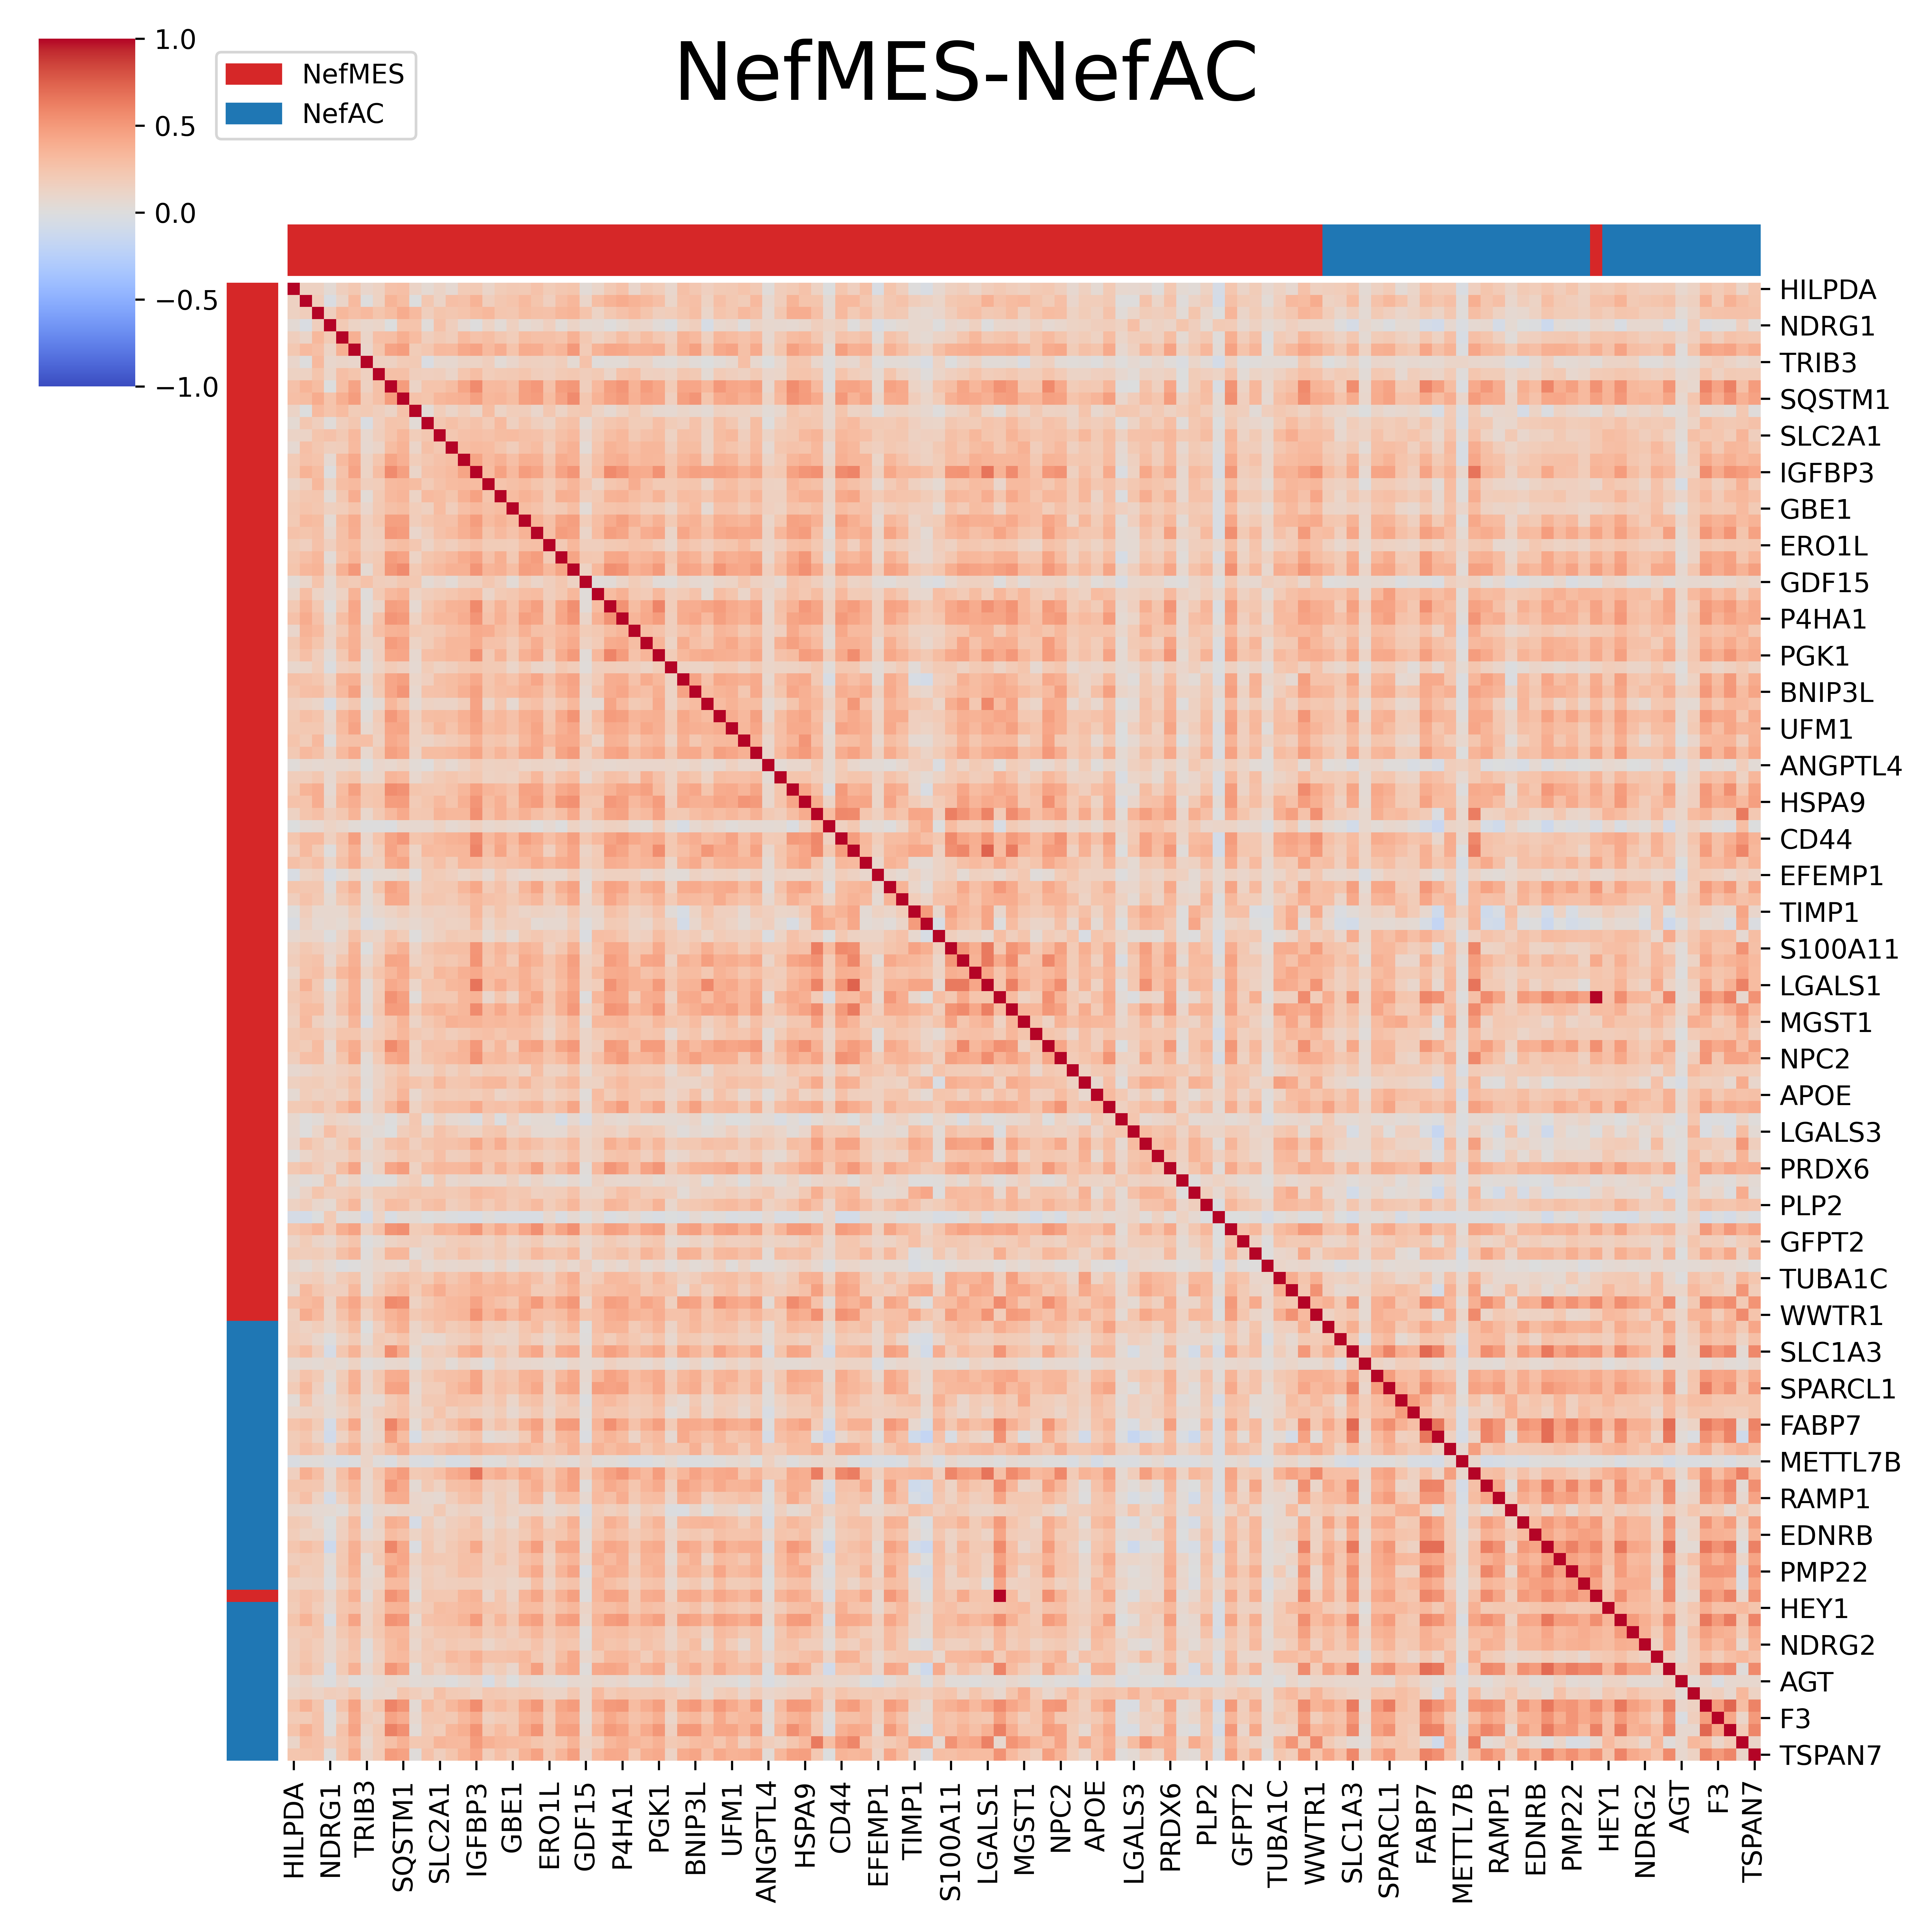 NefMES-NefAC
1.0
0.5
0.0
−0.5
−1.0
NefMES
NefAC
HILPDA
NDRG1
TRIB3
SQSTM1
SLC2A1
IGFBP3
GBE1
ERO1L
GDF15
P4HA1
PGK1
BNIP3L
UFM1
ANGPTL4
HSPA9
CD44
EFEMP1
TIMP1
S100A11
LGALS1
MGST1
NPC2
APOE
LGALS3
PRDX6
PLP2
GFPT2
TUBA1C
WWTR1
SLC1A3
SPARCL1
FABP7
METTL7B
RAMP1
EDNRB
PMP22
HEY1
NDRG2
AGT
F3
TSPAN7
HILPDA
NDRG1
TRIB3
SQSTM1
SLC2A1
IGFBP3
GBE1
ERO1L
GDF15
P4HA1
PGK1
BNIP3L
UFM1
ANGPTL4
HSPA9
CD44
EFEMP1
TIMP1
S100A11
LGALS1
MGST1
NPC2
APOE
LGALS3
PRDX6
PLP2
GFPT2
TUBA1C
WWTR1
SLC1A3
SPARCL1
FABP7
METTL7B
RAMP1
EDNRB
PMP22
HEY1
NDRG2
AGT
F3
TSPAN7